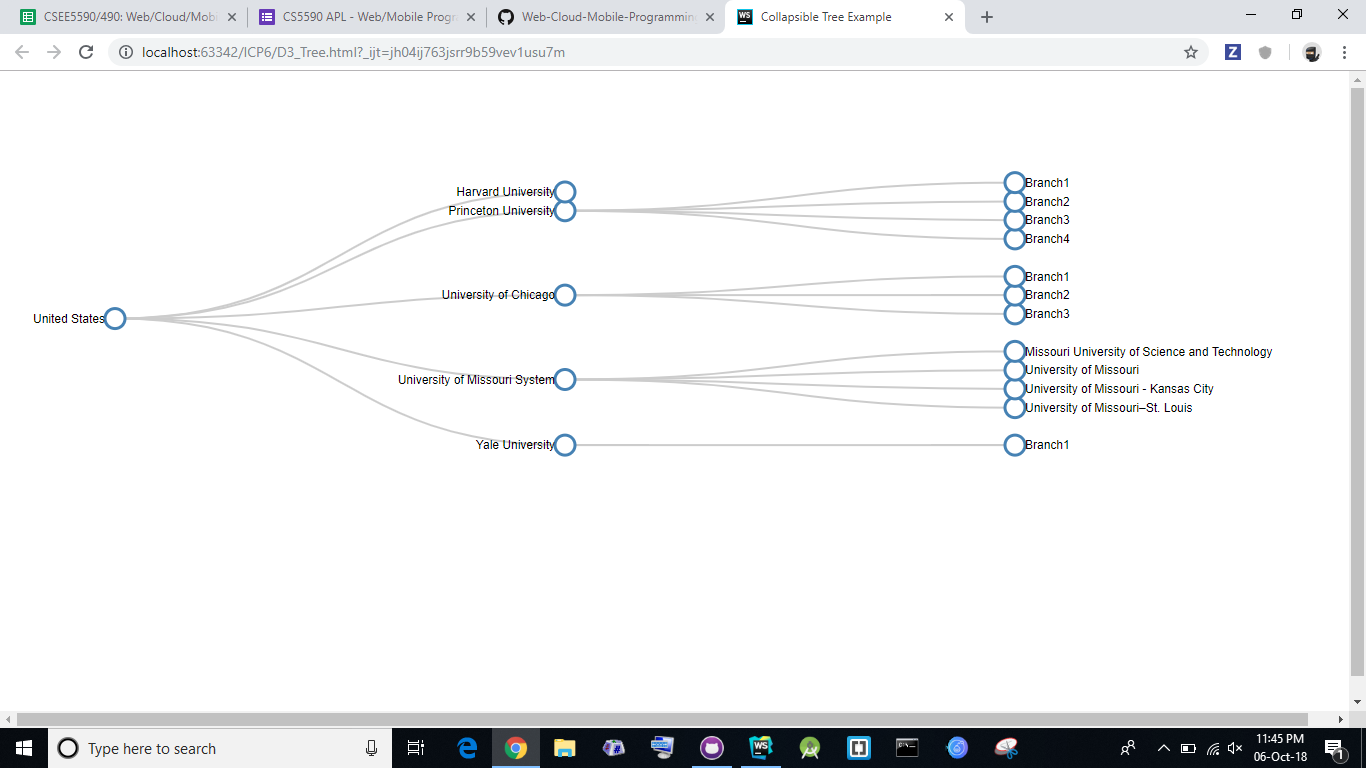 CSEE5590/490: Web/Cloud/Mobi
CS5590 APL - Web/Mobile Progr
Web-Cloud-Mobile-Programmin
WS
Collapsible Tree Example
localhost:63342/ICP6/D3_Tree.html?_ijt=jh04ij763jsrr9b59vev1usu7m
Z
Harvard University
Princeton University
University of Chicago
United States
University of Missouri System
Yale University
Branch1
Branch2
Branch3
Branch4
Branch1
Branch2
Branch3
Missouri University of Science and Technology
University of Missouri
University of Missouri - Kansas City
University of Missouri–St. Louis
Branch1
Type here to search
WS
11:45 PM
06-Oct-18
1